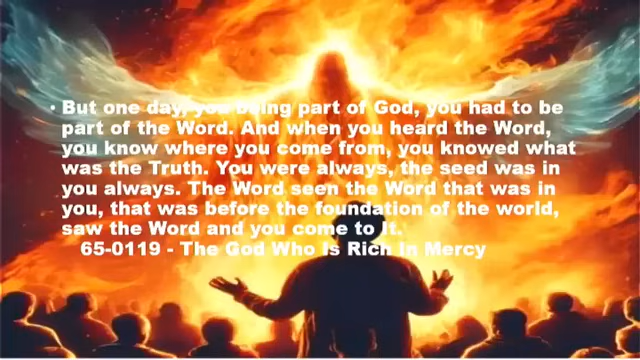 • But one day, you being part of God, you had to be
part of the Word. And when you heard the Word,
you know where you come from, you knowed what
was the Truth. You were always, the seed was in
you always. The Word seen the Word that was in
you, that was before the foundation of the world,
saw the Word and you come to It.
65-0119 - The God Who Is Rich In Mercy